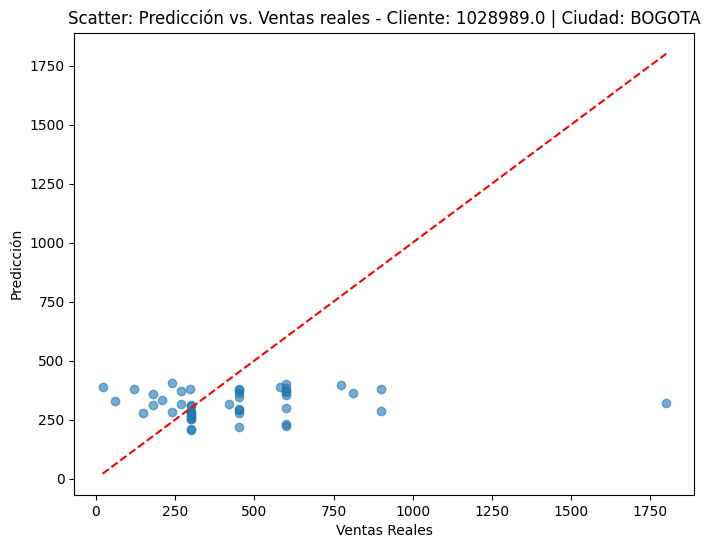 Scatter: Predicción vs. Ventas reales - Cliente: 1028989.0 | Ciudad: BOGOTA
1750
1500
1250
1000
750
500
250
0
Predicción
0 250 500 750 1000 1250 1500 1750
Ventas Reales